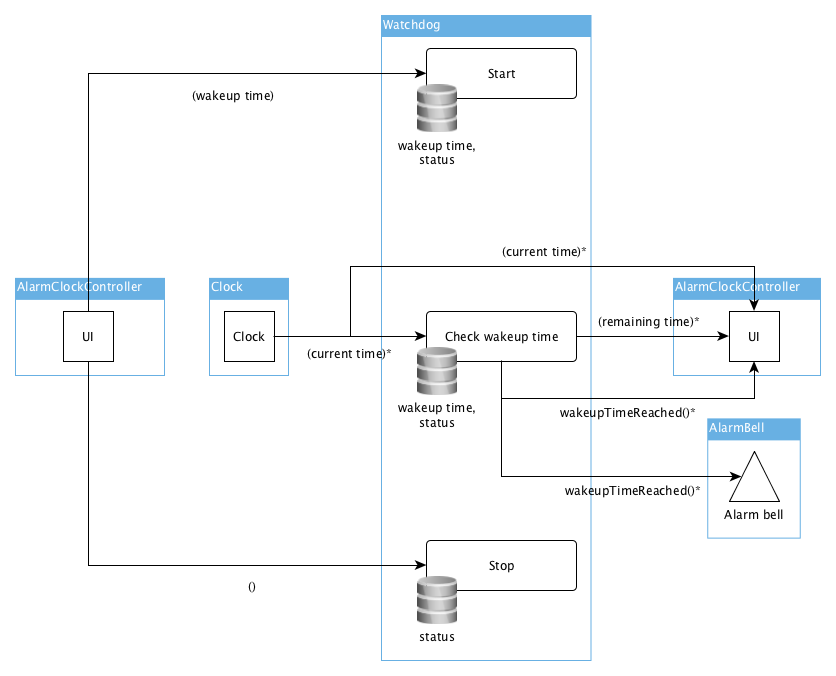 Watchdog
Start
(wakeup time)
wakeup time,
status
(current time)*
AlarmClockController
Clock
AlarmClockController
UI
Clock
(current time)*
Check wakeup time
(remaining time)*
UI
wakeup time,
status
wakeupTimeReached()*
AlarmBell
wakeupTimeReached()*
Alarm bell
Stop
()
status